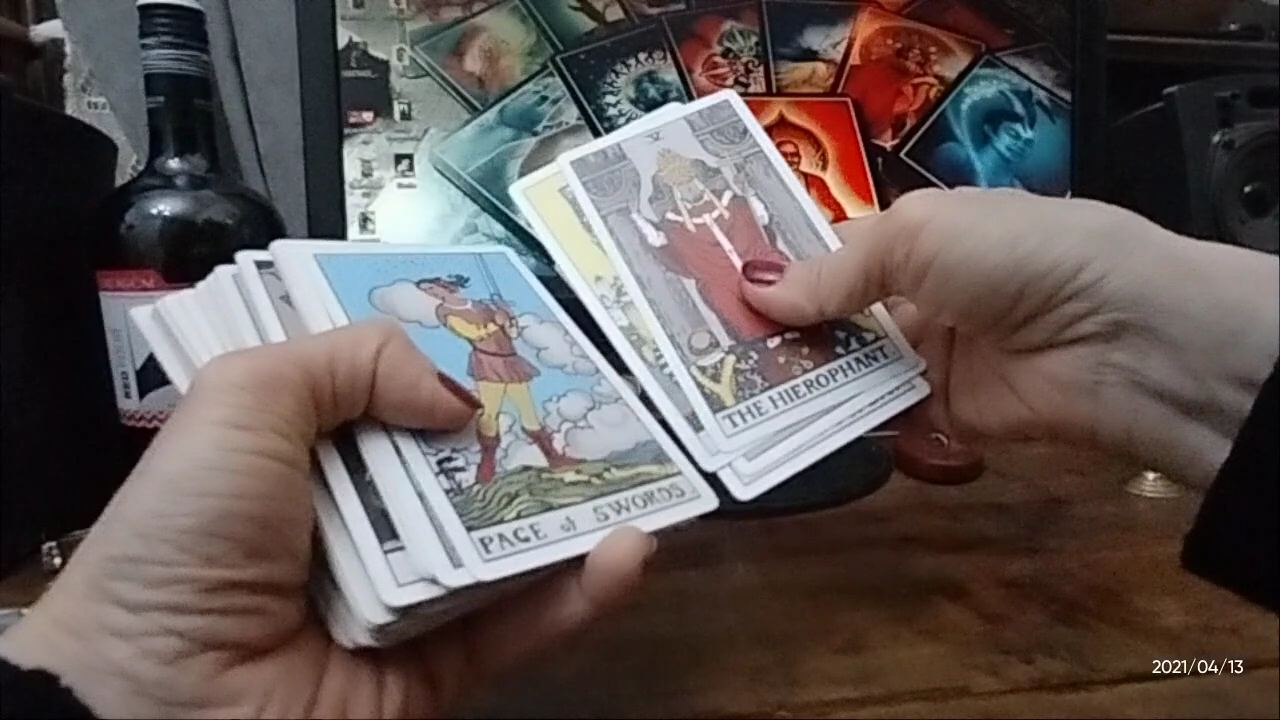 V
THE HIEROPHANT.
PAGE of SWORDS.
2021/04/13